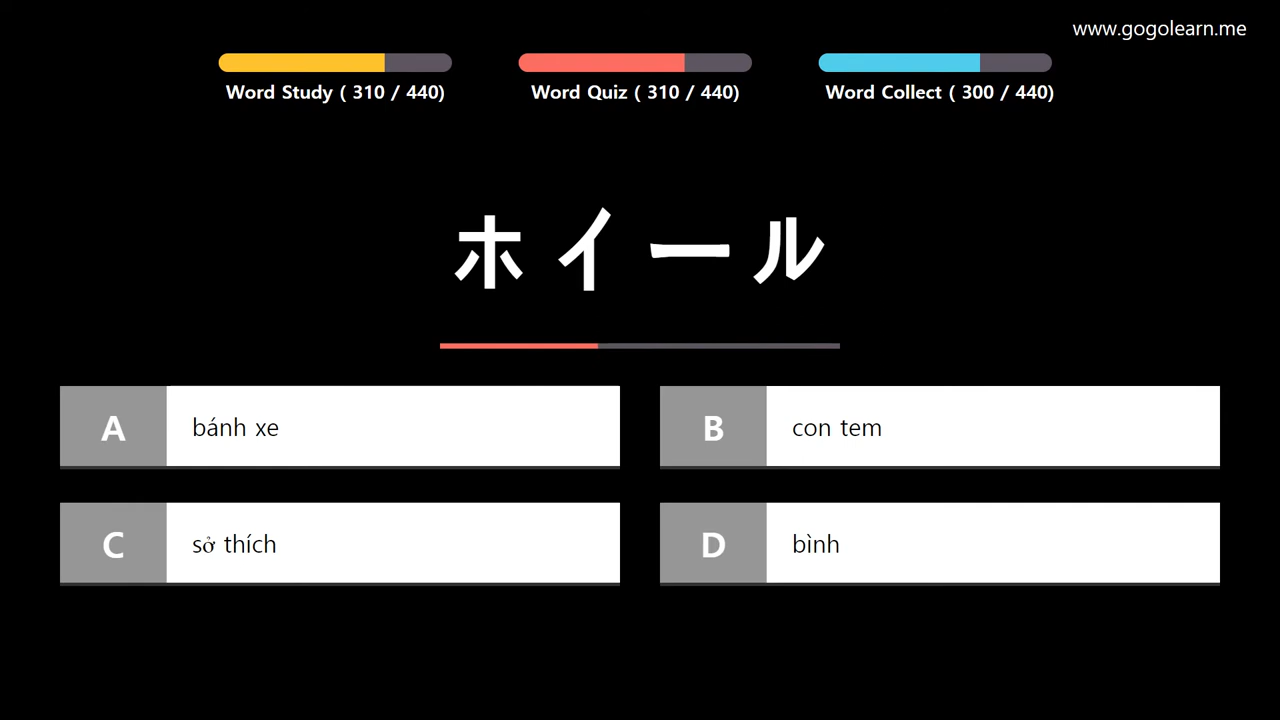 www.gogolearn.me
Word Study ( 310 / 440)
Word Quiz ( 310 / 440)
Word Collect ( 300 / 440)
ホイール
A bánh xe
B con tem
C sở thích
D bình